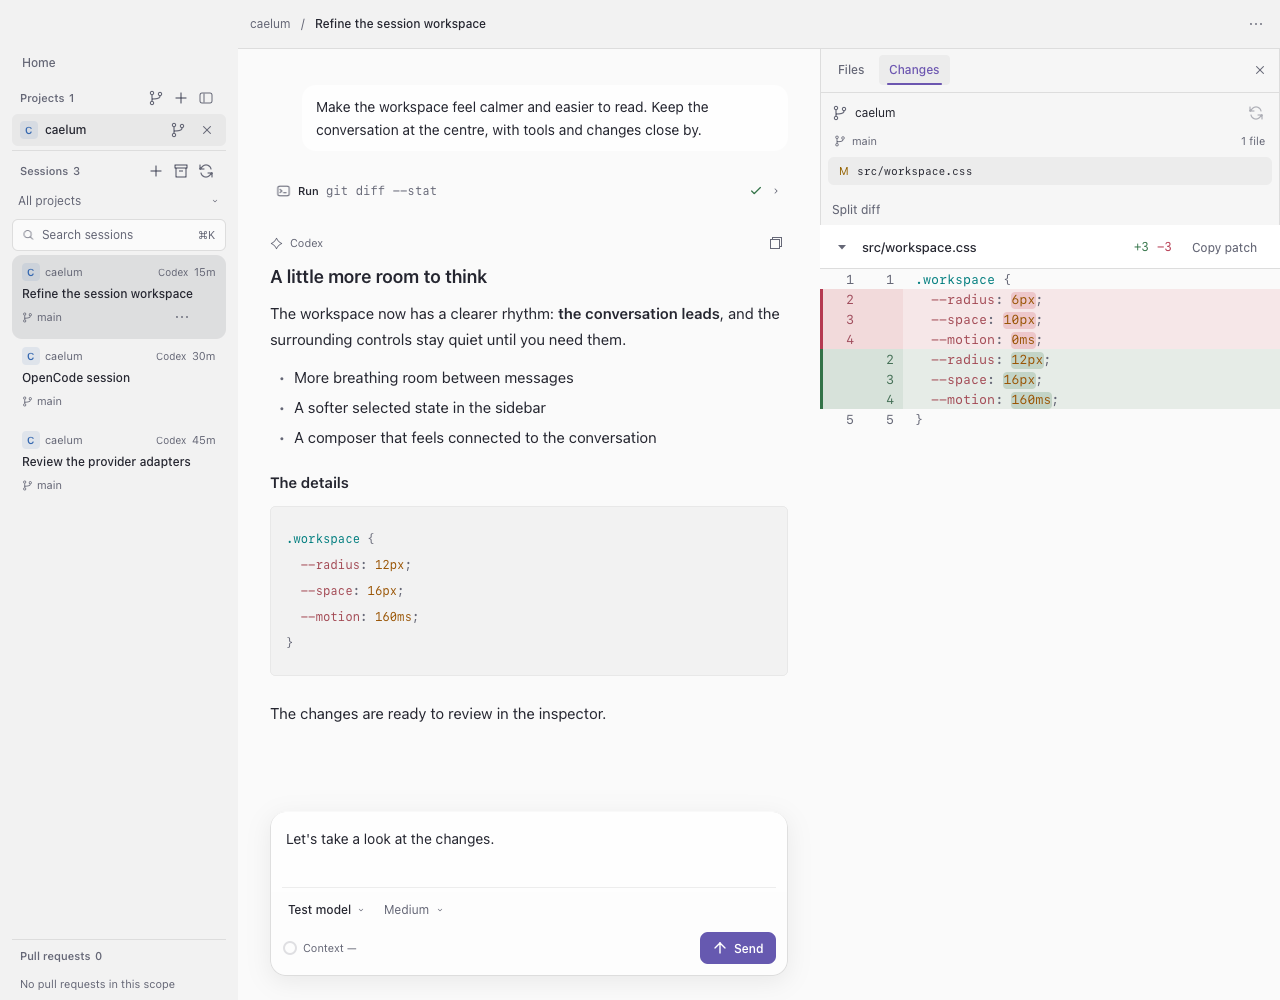 caelum / Refine the session workspace
Home
Projects 1
C caelum
Sessions 3
All projects
Search sessions ⌘K
C caelum Codex 15m
Refine the session workspace
main
C caelum Codex 30m
OpenCode session
main
C caelum Codex 45m
Review the provider adapters
main
Pull requests 0
No pull requests in this scope
Make the workspace feel calmer and easier to read. Keep the
conversation at the centre, with tools and changes close by.
Run git diff --stat
Codex
A little more room to think
The workspace now has a clearer rhythm: the conversation leads, and the
surrounding controls stay quiet until you need them.
• More breathing room between messages
• A softer selected state in the sidebar
• A composer that feels connected to the conversation
The details
.workspace {
--radius: 12px;
--space: 16px;
--motion: 160ms;
}
The changes are ready to review in the inspector.
Let's take a look at the changes.
Test model Medium
Context —
Send
Files Changes
caelum
main 1 file
M src/workspace.css
Split diff
src/workspace.css +3 −3 Copy patch
1 1 .workspace {
2 --radius: 6px;
3 --space: 10px;
4 --motion: 0ms;
2 --radius: 12px;
3 --space: 16px;
4 --motion: 160ms;
5 5 }